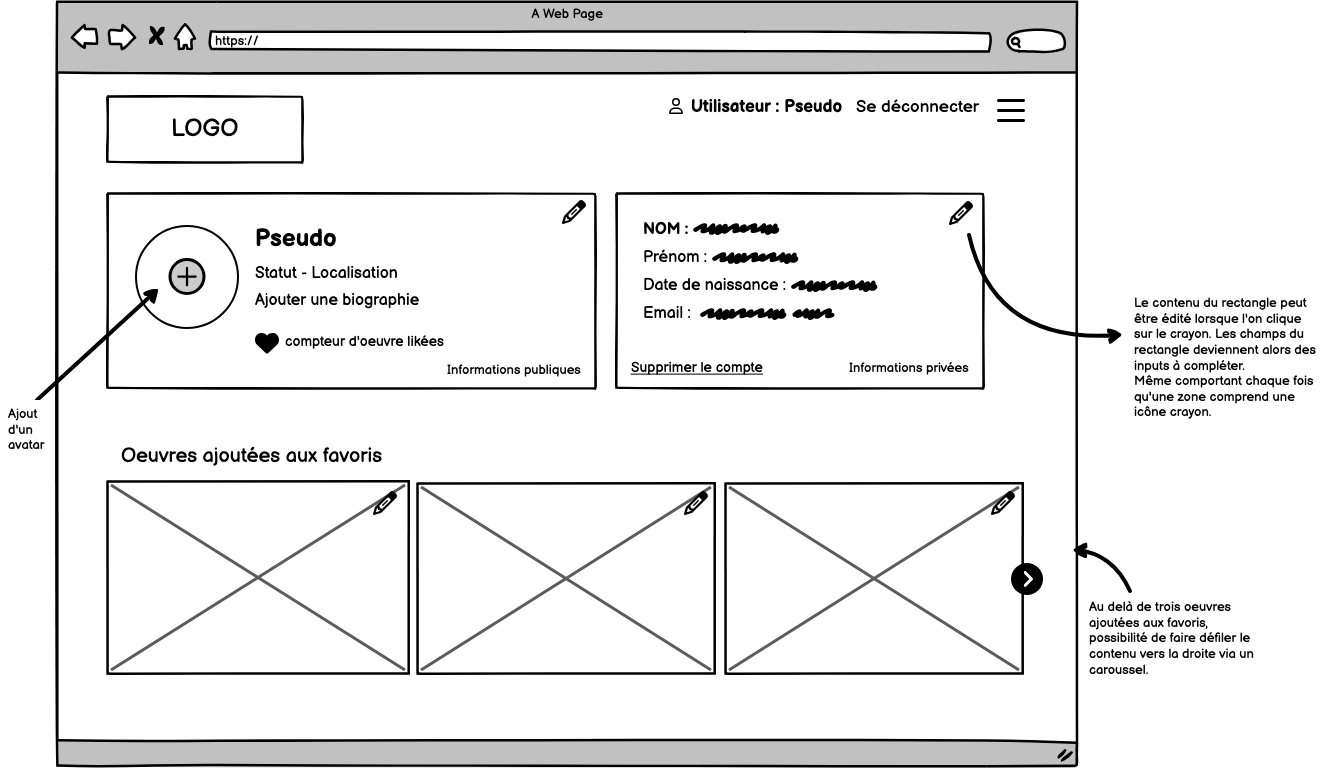 A Web Page
https://
LOGO
Utilisateur : Pseudo
Se déconnecter
Pseudo
Statut - Localisation
Ajouter une biographie
compteur d'oeuvre likées
Informations publiques
NOM :
Prénom :
Date de naissance :
Email :
Supprimer le compte
Informations privées
Le contenu du rectangle peut
être édité lorsque l'on clique
sur le crayon. Les champs du
rectangle deviennent alors des
inputs à compléter.
Même comportant chaque fois
qu'une zone comprend une
icône crayon.
Ajout
d'un
avatar
Oeuvres ajoutées aux favoris
Au delà de trois oeuvres
ajoutées aux favoris,
possibilité de faire défiler le
contenu vers la droite via un
caroussel.